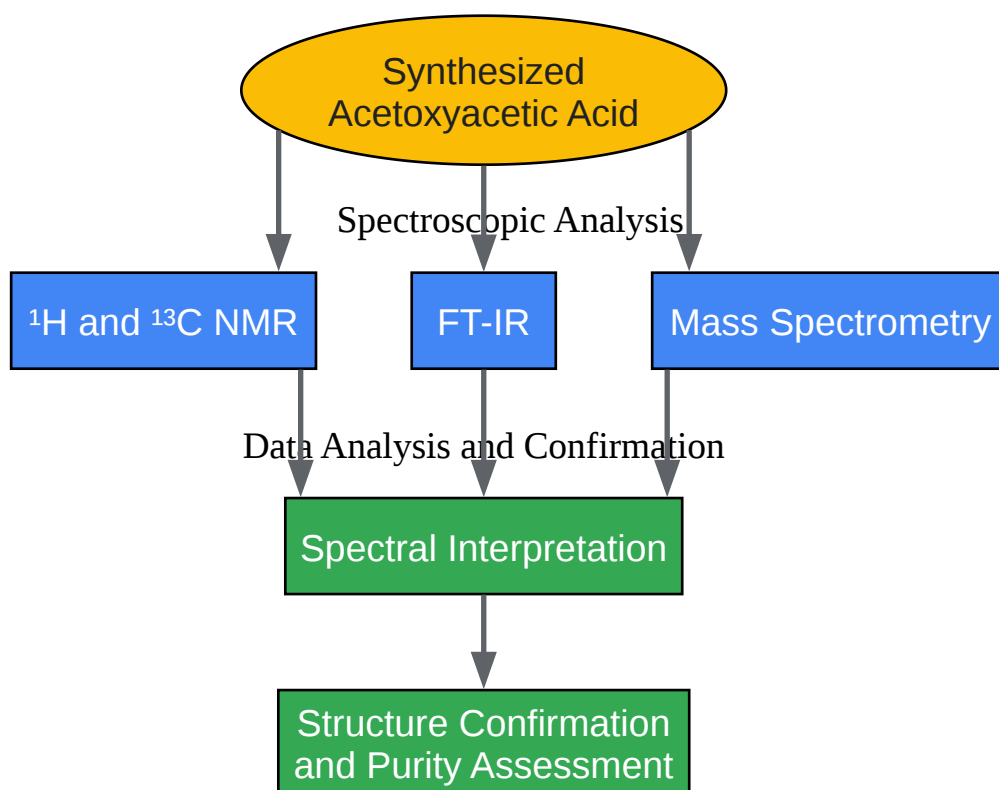 Synthesized
Acetoxyacetic Acid
Spectroscopic Analysis
¹H and ¹³C NMR
FT-IR
Mass Spectrometry
Data Analysis and Confirmation
Spectral Interpretation
Structure Confirmation
and Purity Assessment